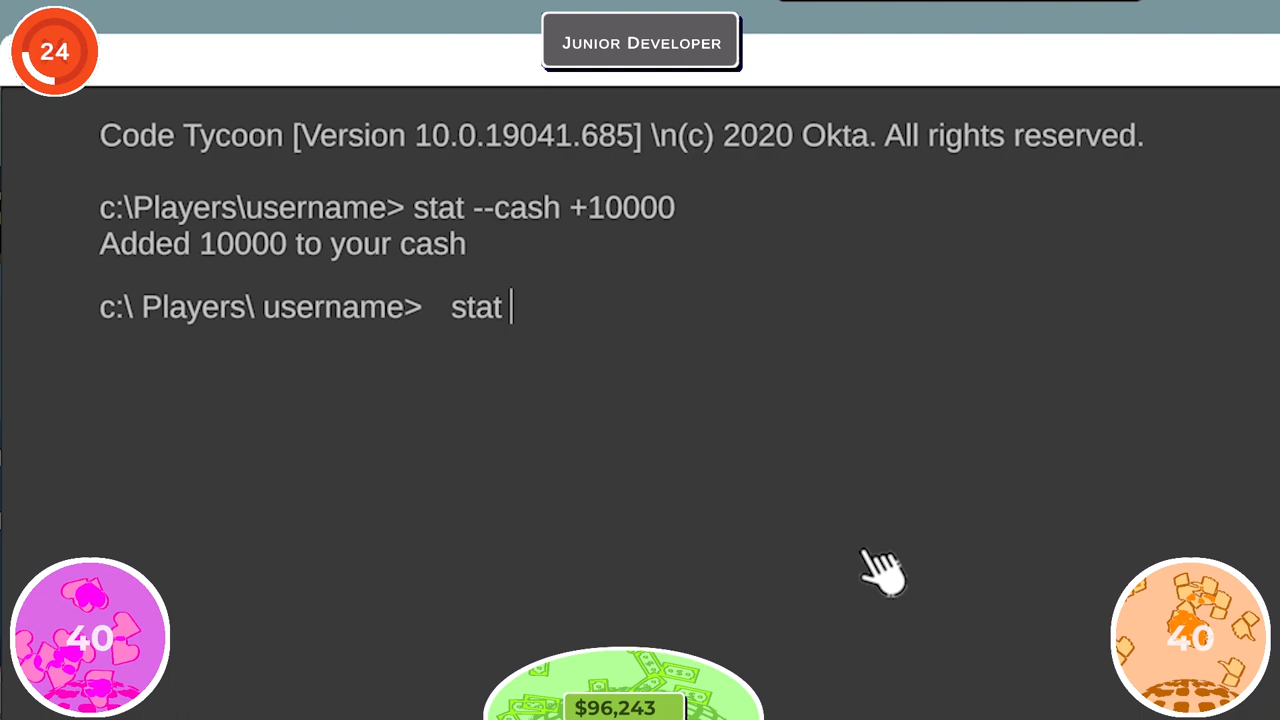 24
Junior Developer
Code Tycoon [Version 10.0.19041.685] \n(c) 2020 Okta. All rights reserved.
c:\Players\username> stat --cash +10000
Added 10000 to your cash
c:\ Players\ username> stat
40
40
$96,243